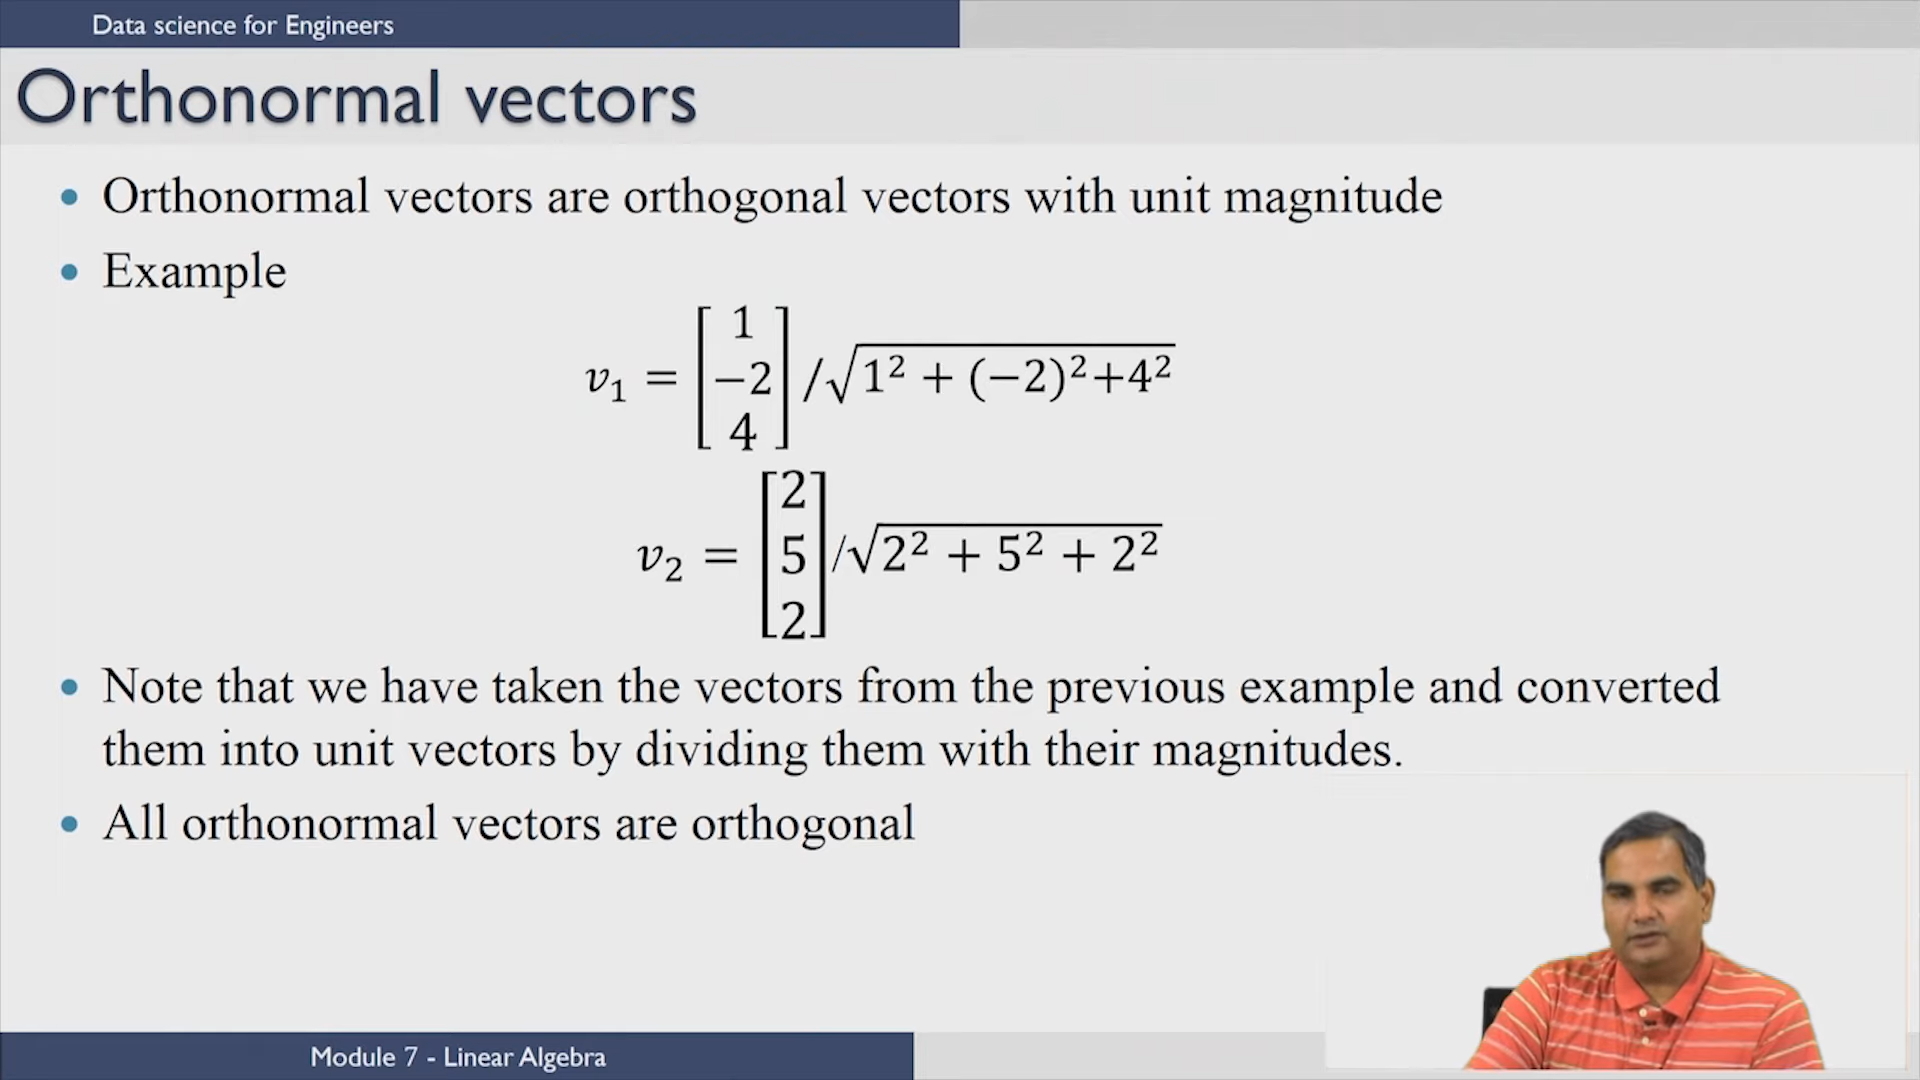 Data science for Engineers
Orthonormal vectors
• Orthonormal vectors are orthogonal vectors with unit magnitude
• Example
v₁ = [1 −2 4] /√(1² + (−2)²+4²)
v₂ = [2 5 2] /√(2² + 5² + 2²)
• Note that we have taken the vectors from the previous example and converted
them into unit vectors by dividing them with their magnitudes.
• All orthonormal vectors are orthogonal
Module 7 - Linear Algebra